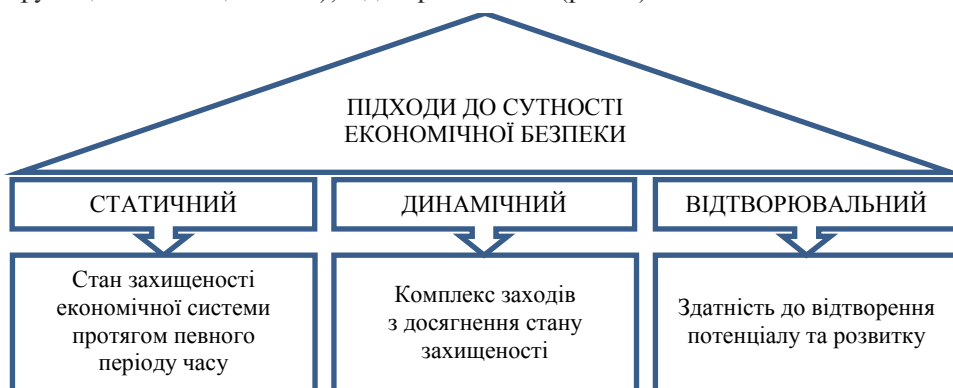 ПІДХОДИ ДО СУТНОСТІ
ЕКОНОМІЧНОЇ БЕЗПЕКИ
СТАТИЧНИЙ
ДИНАМІЧНИЙ
ВІДТВОРЮВАЛЬНИЙ
Стан захищеності
економічної системи
протягом певного
періоду часу
Комплекс заходів
з досягнення стану
захищеності
Здатність до відтворення
потенціалу та розвитку